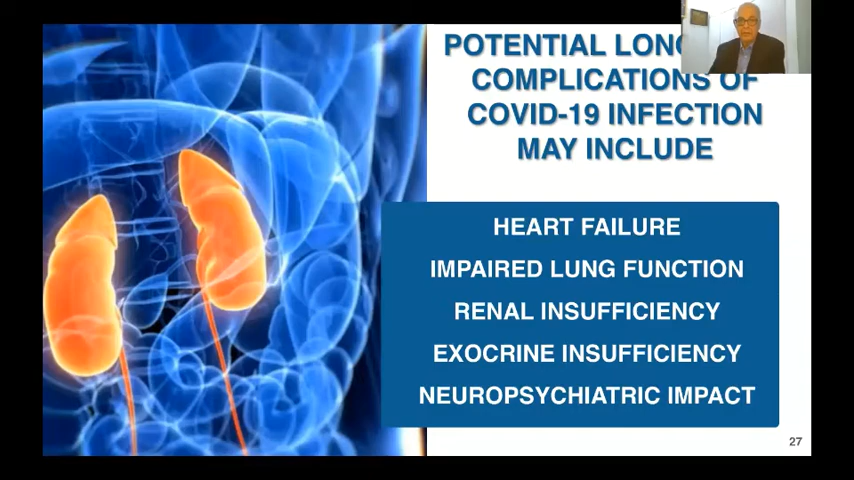 POTENTIAL
COMPLICATIONS OF
COVID-19 INFECTION
MAY INCLUDE
HEART FAILURE
IMPAIRED LUNG FUNCTION
RENAL INSUFFICIENCY
EXOCRINE INSUFFICIENCY
NEUROPSYCHIATRIC IMPACT
27